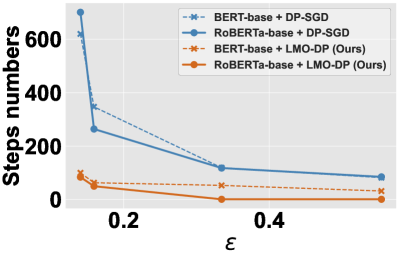 BERT-base + DP-SGD
RoBERTa-base + DP-SGD
BERT-base + LMO-DP (Ours)
RoBERTa-base + LMO-DP (Ours)
Steps numbers
600
400
200
0
0.2
0.4
ε